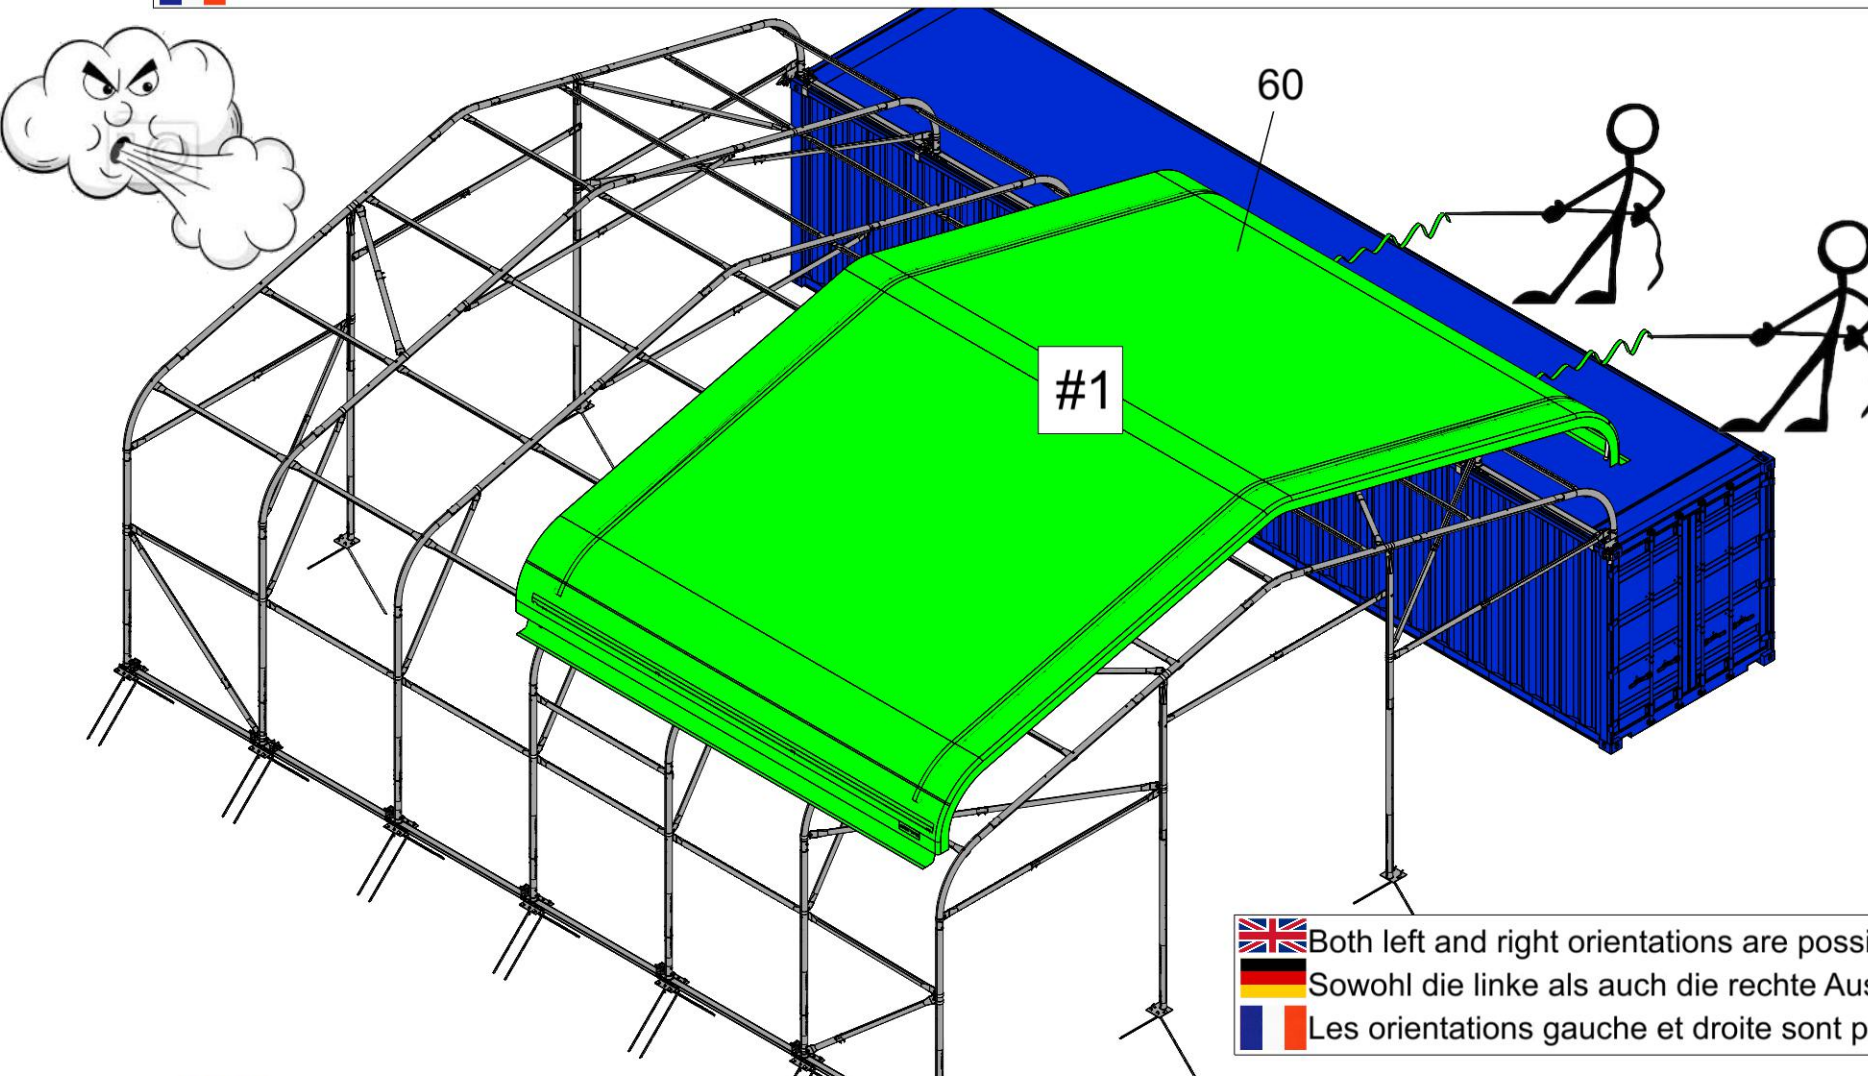 60
#1
Both left and right orientations are possi
Sowohl die linke als auch die rechte Aus
Les orientations gauche et droite sont p